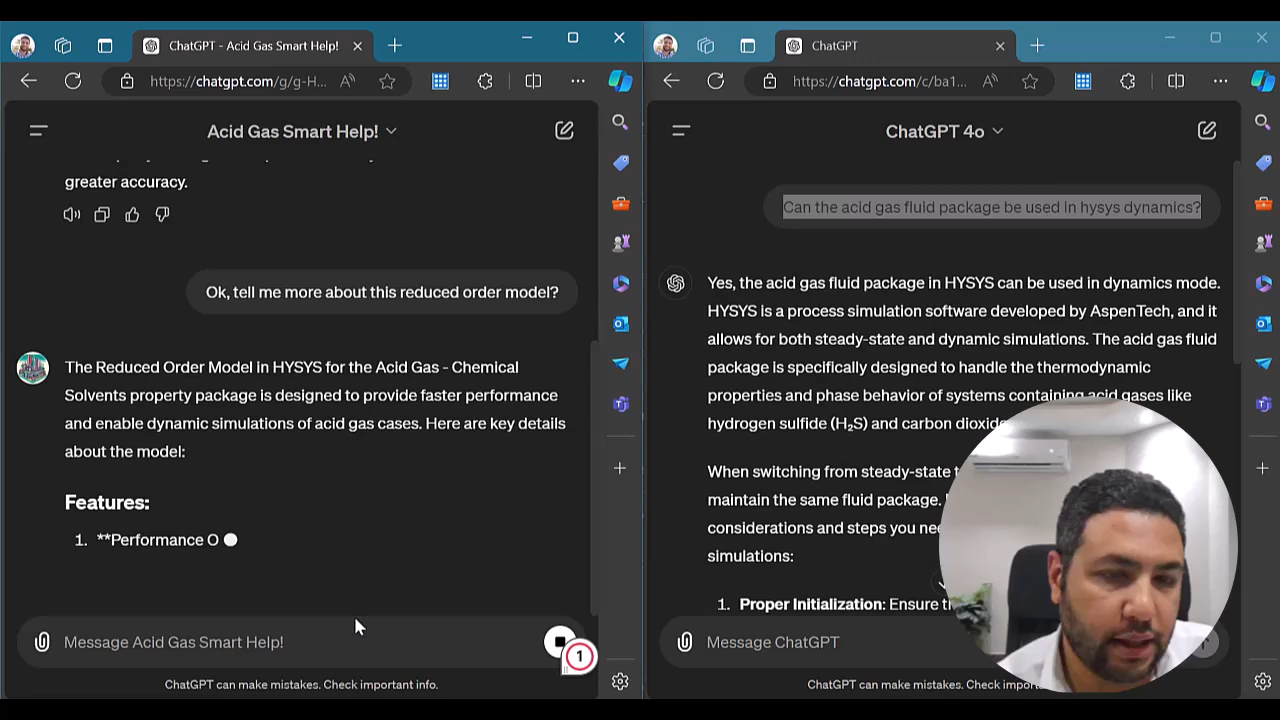 ChatGPT - Acid Gas Smart Help!
https://chatgpt.com/g/g-H...
Acid Gas Smart Help!
greater accuracy.
Ok, tell me more about this reduced order model?
The Reduced Order Model in HYSYS for the Acid Gas - Chemical
Solvents property package is designed to provide faster performance
and enable dynamic simulations of acid gas cases. Here are key details
about the model:
Features:
1. **Performance O
Message Acid Gas Smart Help!
1
ChatGPT can make mistakes. Check important info.
ChatGPT
https://chatgpt.com/c/ba1...
ChatGPT 4o
Can the acid gas fluid package be used in hysys dynamics?
Yes, the acid gas fluid package in HYSYS can be used in dynamics mode.
HYSYS is a process simulation software developed by AspenTech, and it
allows for both steady-state and dynamic simulations. The acid gas fluid
package is specifically designed to handle the thermodynamic
properties and phase behavior of systems containing acid gases like
hydrogen sulfide (H₂S) and carbon dioxide
When switching from steady-state
maintain the same fluid package.
considerations and steps you
simulations:
1. Proper Initialization: Ensure
Message ChatGPT
ChatGPT can make mistakes. Check